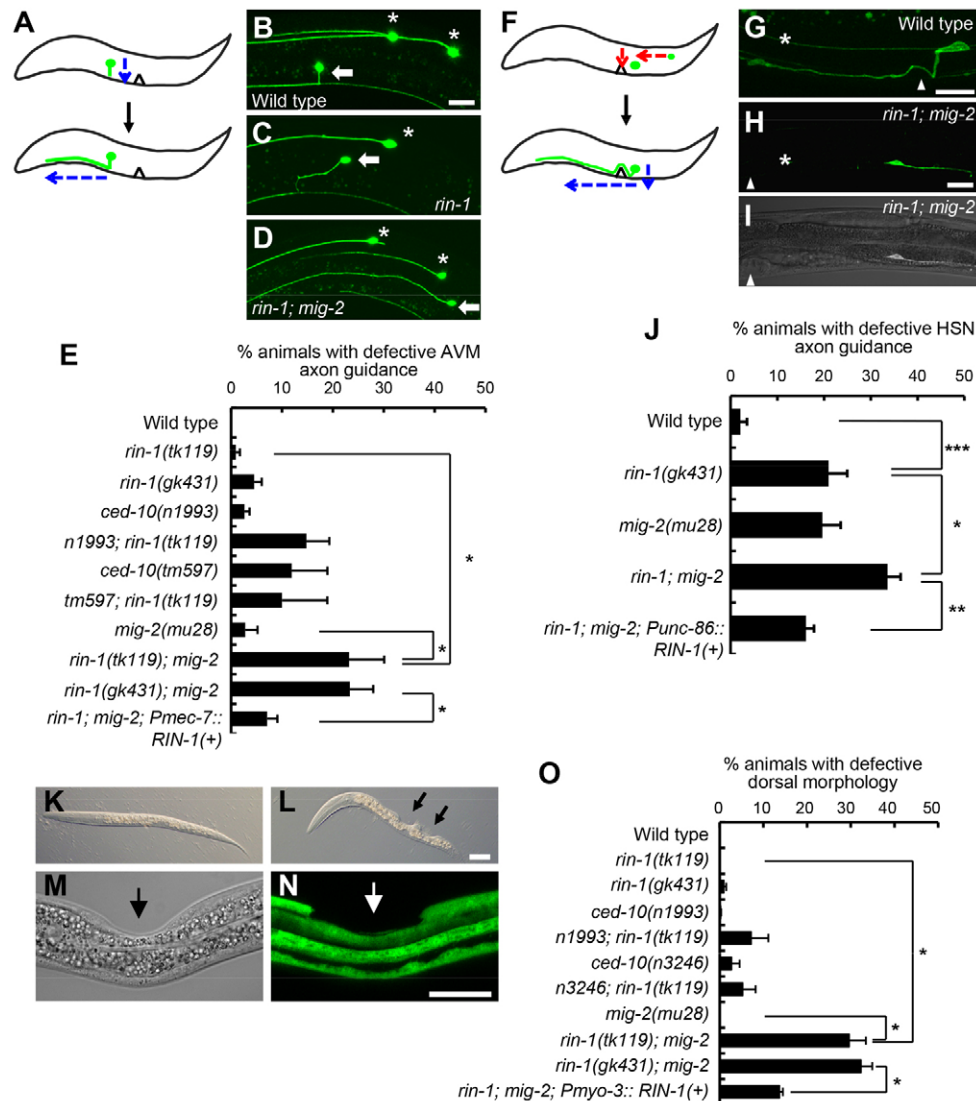 A
B
Wild type
C
rin-1
D
rin-1; mig-2
F
G
Wild type
H
rin-1; mig-2
I
rin-1; mig-2
E
% animals with defective AVM
axon guidance
0 10 20 30 40 50
Wild type
rin-1(tk119)
rin-1(gk431)
ced-10(n1993)
n1993; rin-1(tk119)
ced-10(tm597)
tm597; rin-1(tk119)
mig-2(mu28)
rin-1(tk119); mig-2
rin-1(gk431); mig-2
rin-1; mig-2; Pmec-7::
RIN-1(+)
*
*
*
J
% animals with defective HSN
axon guidance
0 10 20 30 40 50
Wild type
rin-1(gk431)
mig-2(mu28)
rin-1; mig-2
rin-1; mig-2; Punc-86::
RIN-1(+)
***
*
**
K
L
M
N
O
% animals with defective
dorsal morphology
0 10 20 30 40 50
Wild type
rin-1(tk119)
rin-1(gk431)
ced-10(n1993)
n1993; rin-1(tk119)
ced-10(n3246)
n3246; rin-1(tk119)
mig-2(mu28)
rin-1(tk119); mig-2
rin-1(gk431); mig-2
rin-1; mig-2; Pmyo-3:: RIN-1(+)
*
*
*